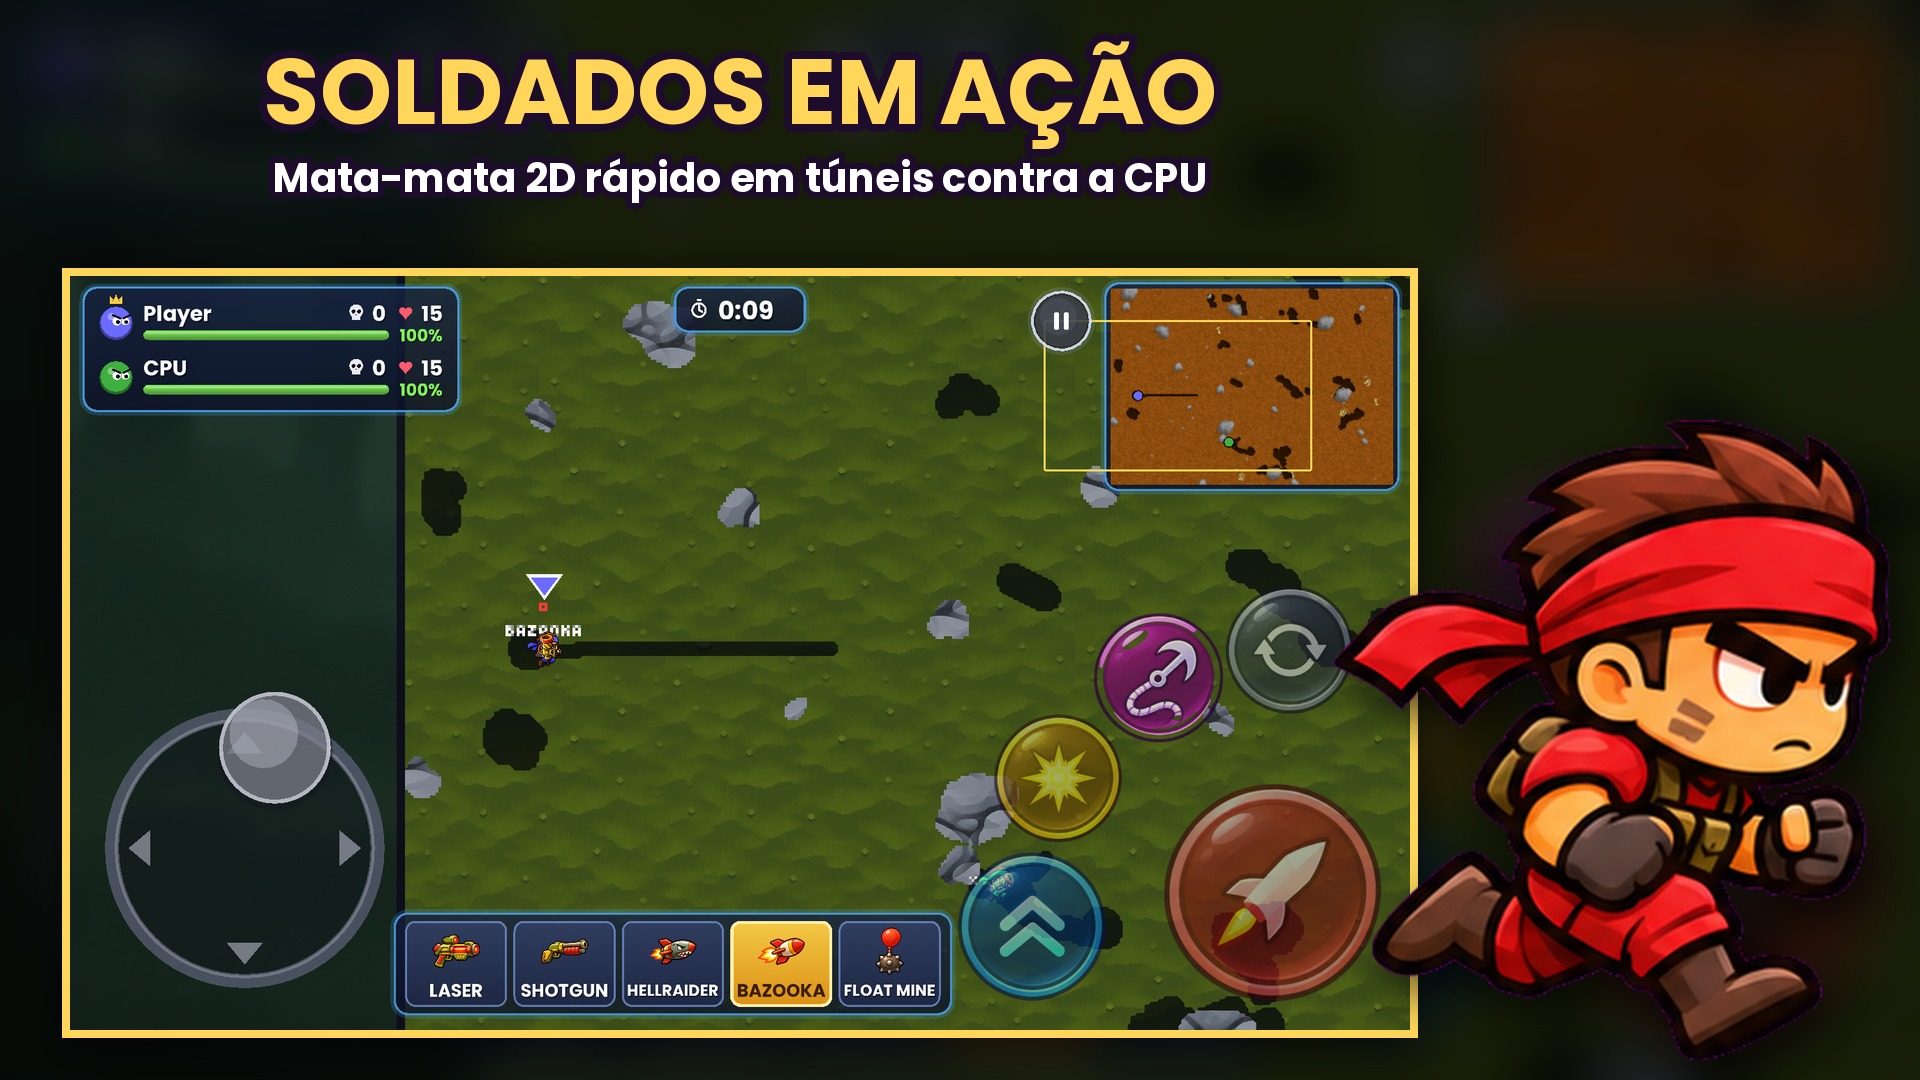 SOLDADOS EM AÇÃO
Mata-mata 2D rápido em túneis contra a CPU
Player 0 15
100%
CPU 0 15
100%
0:09
BAZOOKA
LASER
SHOTGUN
HELLRAIDER
BAZOOKA
FLOAT MINE